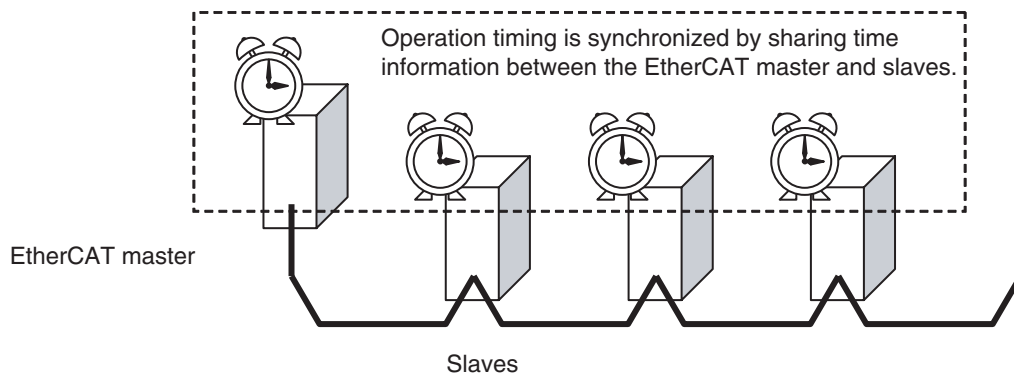 Operation timing is synchronized by sharing time
information between the EtherCAT master and slaves.
EtherCAT master
Slaves